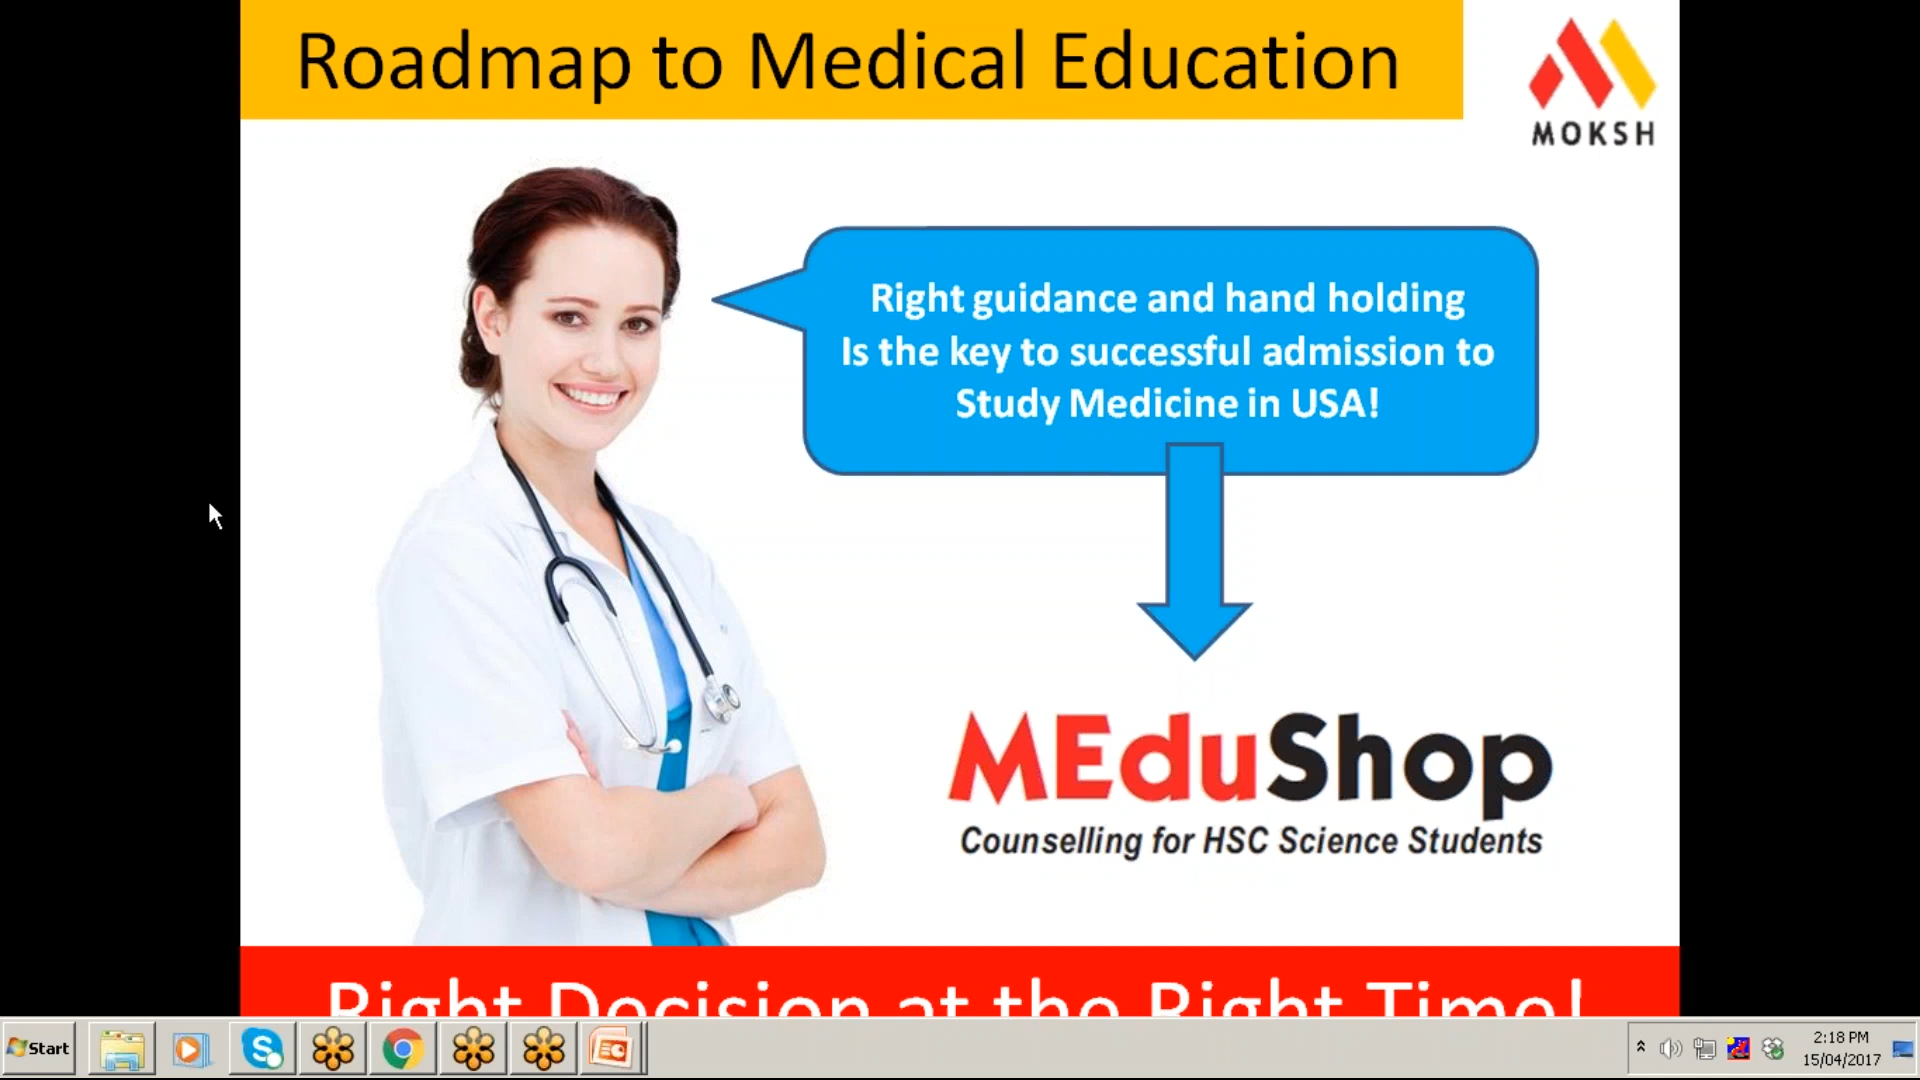 Roadmap to Medical Education
MOKSH
Right guidance and hand holding
Is the key to successful admission to
Study Medicine in USA!
MEduShop
Counselling for HSC Science Students
Right Decision at the Right Time!
Start
2:18 PM
15/04/2017